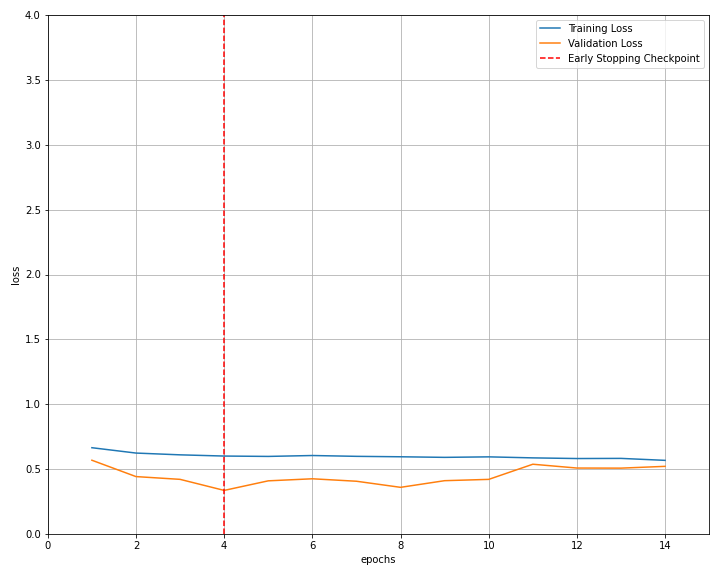 4.0
3.5
3.0
2.5
2.0
1.5
1.0
0.5
0.0
loss
0 2 4 6 8 10 12 14
epochs
Training Loss
Validation Loss
Early Stopping Checkpoint